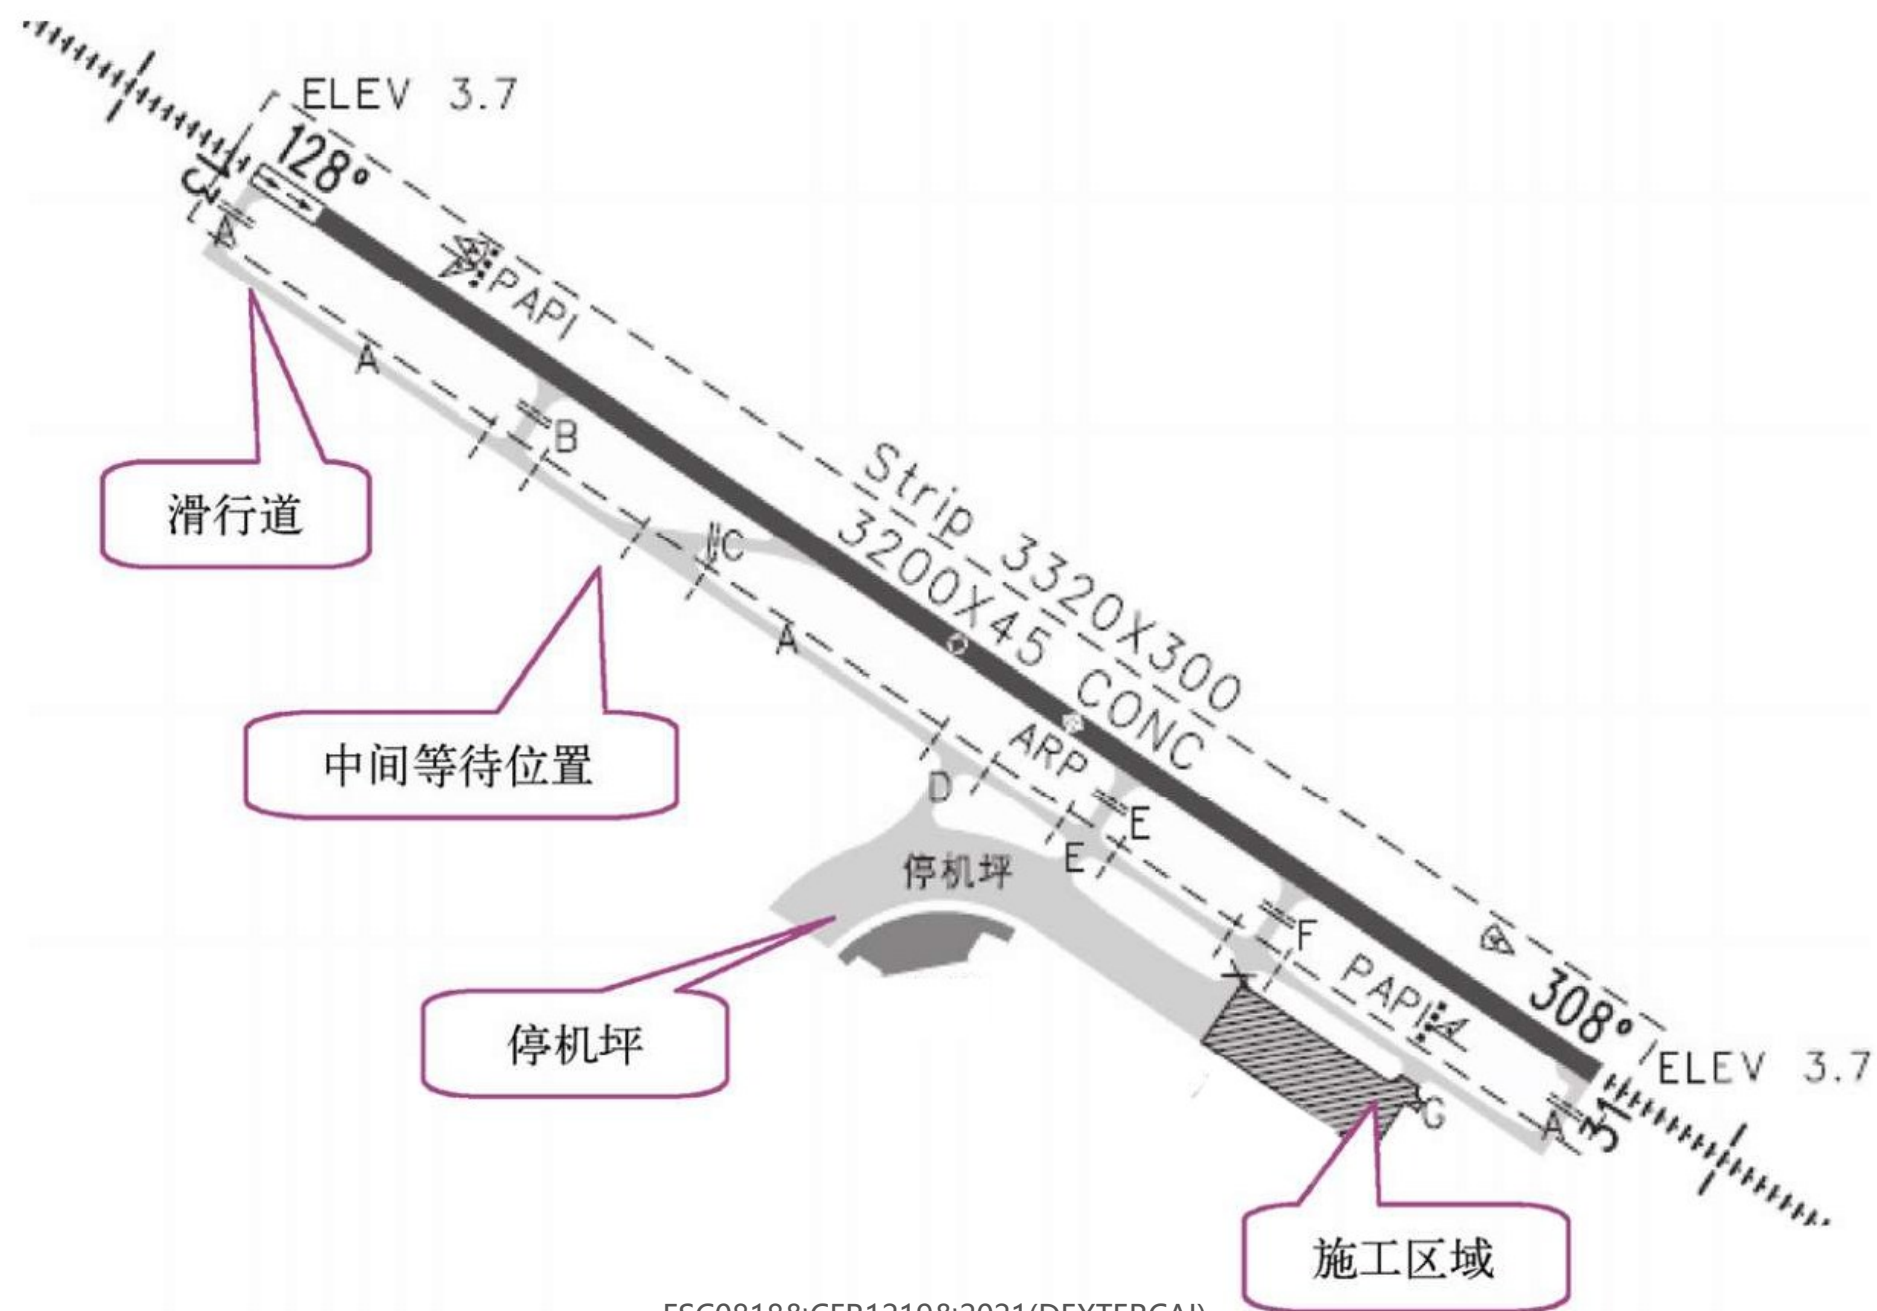 ELEV 3.7
128°
13
A
PAPI
A
B
滑行道
C
Strip 3320X300
3200X45 CONC
A
中间等待位置
ARP
D
E
E
停机坪
F
PAPI
308°
ELEV 3.7
停机坪
G
A
31
施工区域